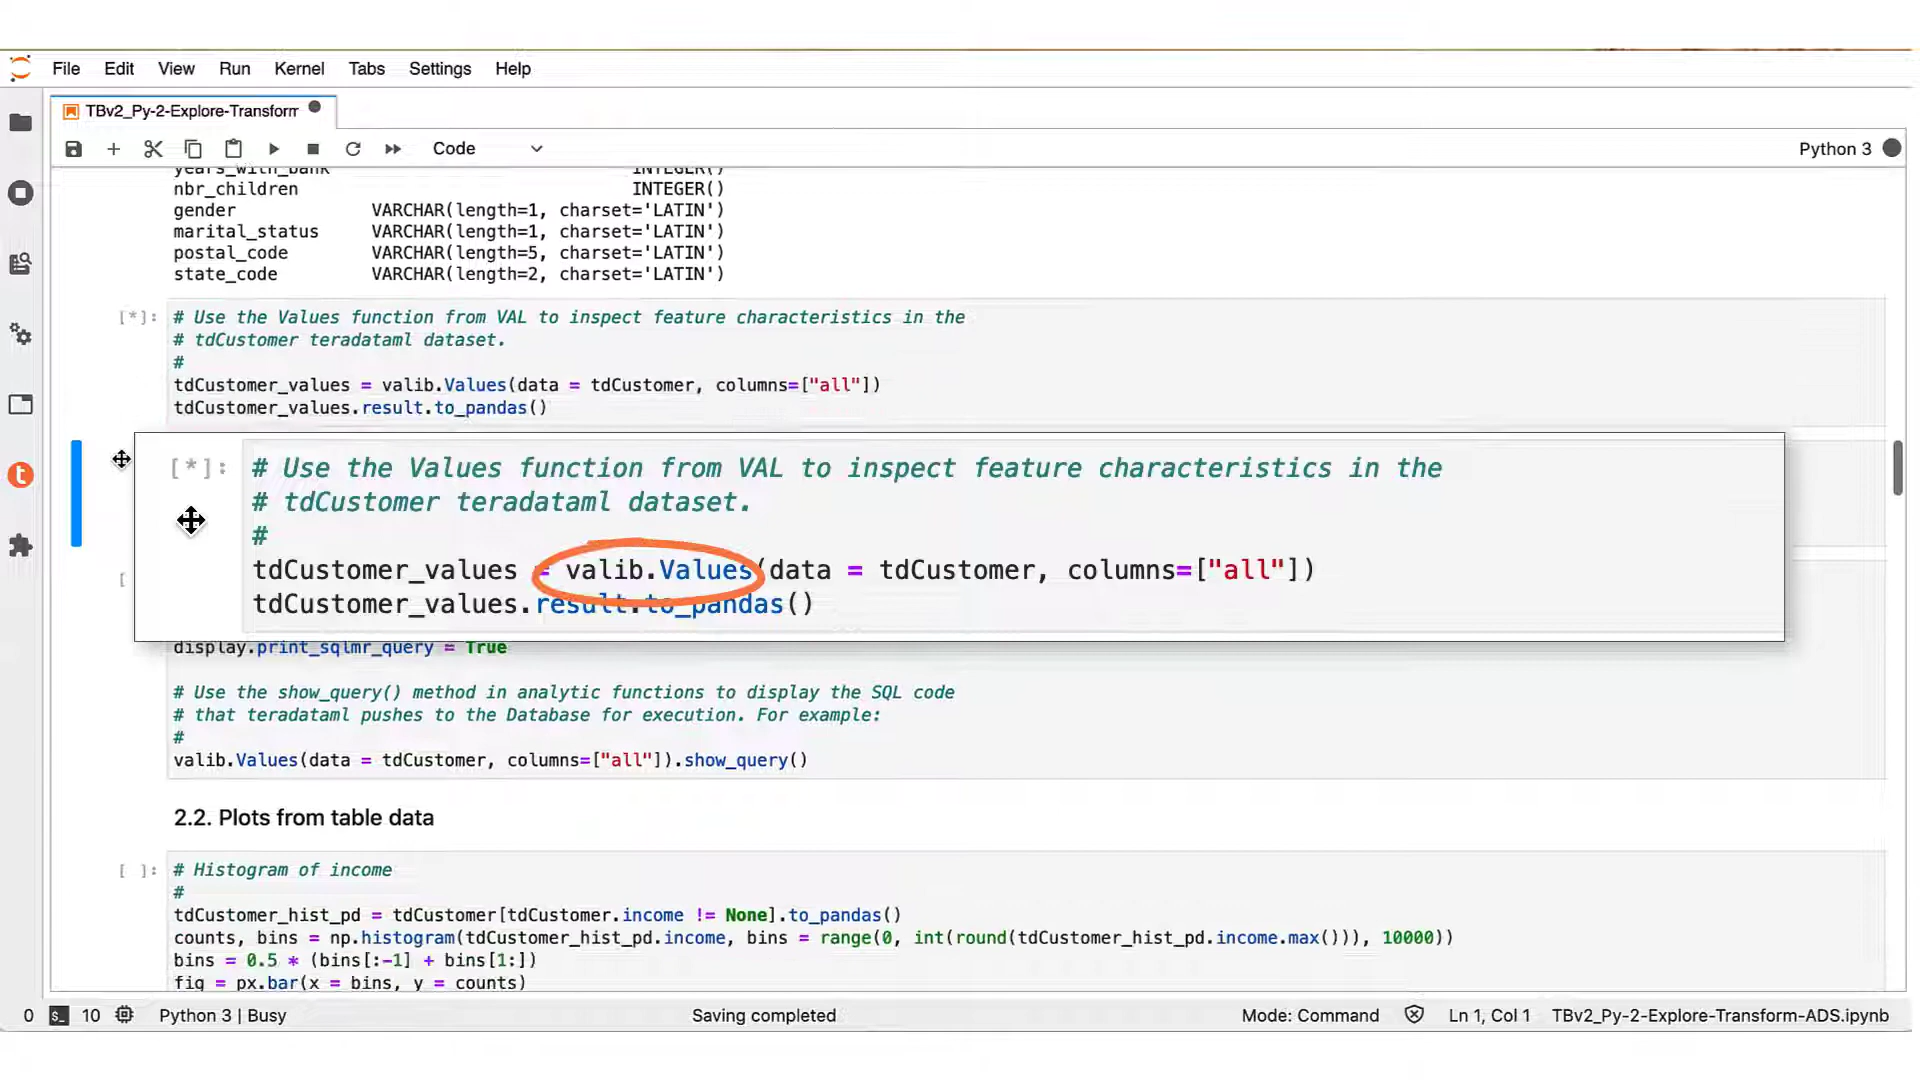 File Edit View Run Kernel Tabs Settings Help
TBv2_Py-2-Explore-Transform
Code
Python 3
years_with_bank INTEGER()
nbr_children INTEGER()
gender VARCHAR(length=1, charset='LATIN')
marital_status VARCHAR(length=1, charset='LATIN')
postal_code VARCHAR(length=5, charset='LATIN')
state_code VARCHAR(length=2, charset='LATIN')
[*]: # Use the Values function from VAL to inspect feature characteristics in the
# tdCustomer teradataml dataset.
#
tdCustomer_values = valib.Values(data = tdCustomer, columns=["all"])
tdCustomer_values.result.to_pandas()
[*]: # Use the Values function from VAL to inspect feature characteristics in the
# tdCustomer teradataml dataset.
#
tdCustomer_values = valib.Values(data = tdCustomer, columns=["all"])
tdCustomer_values.result.to_pandas()
[
display.print_sqlmr_query = True
# Use the show_query() method in analytic functions to display the SQL code
# that teradataml pushes to the Database for execution. For example:
#
valib.Values(data = tdCustomer, columns=["all"]).show_query()
2.2. Plots from table data
[ ]: # Histogram of income
#
tdCustomer_hist_pd = tdCustomer[tdCustomer.income != None].to_pandas()
counts, bins = np.histogram(tdCustomer_hist_pd.income, bins = range(0, int(round(tdCustomer_hist_pd.income.max())), 10000))
bins = 0.5 * (bins[:-1] + bins[1:])
fig = px.bar(x = bins, y = counts)
0 $_ 10 Python 3 | Busy Saving completed Mode: Command Ln 1, Col 1 TBv2_Py-2-Explore-Transform-ADS.ipynb